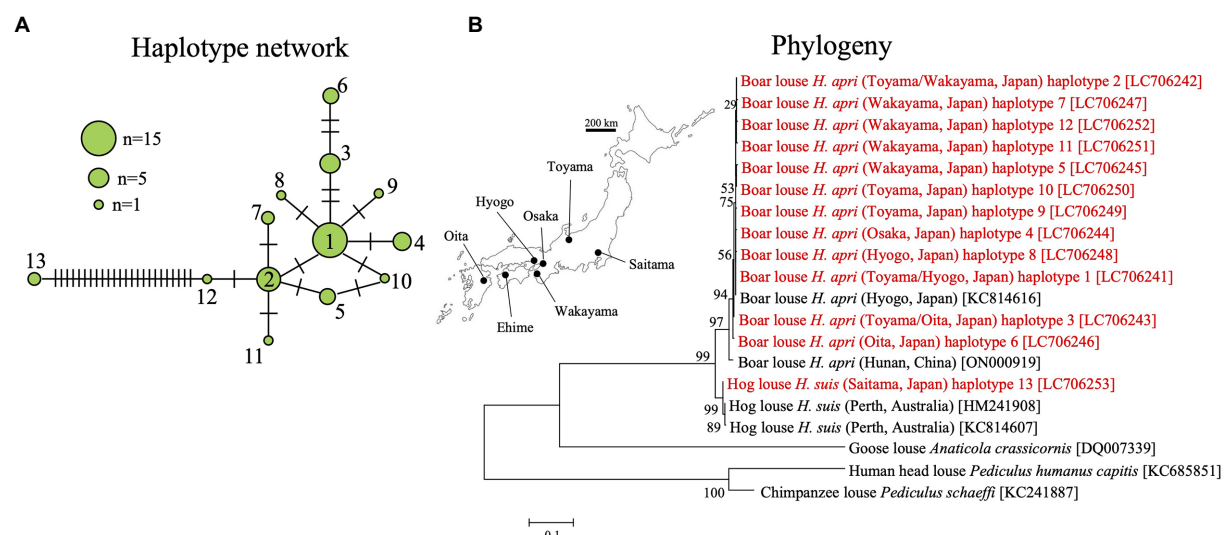 A
Haplotype network
n=15
n=5
n=1
6
3
8
9
7
1
4
13
2
12
10
5
11
B
Phylogeny
200 km
Toyama
Hyogo
Osaka
Oita
Saitama
Wakayama
Ehime
Boar louse H. apri (Toyama/Wakayama, Japan) haplotype 2 [LC706242]
29
Boar louse H. apri (Wakayama, Japan) haplotype 7 [LC706247]
Boar louse H. apri (Wakayama, Japan) haplotype 12 [LC706252]
Boar louse H. apri (Wakayama, Japan) haplotype 11 [LC706251]
Boar louse H. apri (Wakayama, Japan) haplotype 5 [LC706245]
53
Boar louse H. apri (Toyama, Japan) haplotype 10 [LC706250]
75
Boar louse H. apri (Toyama, Japan) haplotype 9 [LC706249]
Boar louse H. apri (Osaka, Japan) haplotype 4 [LC706244]
56
Boar louse H. apri (Hyogo, Japan) haplotype 8 [LC706248]
Boar louse H. apri (Toyama/Hyogo, Japan) haplotype 1 [LC706241]
94
Boar louse H. apri (Hyogo, Japan) [KC814616]
97
Boar louse H. apri (Toyama/Oita, Japan) haplotype 3 [LC706243]
Boar louse H. apri (Oita, Japan) haplotype 6 [LC706246]
99
Boar louse H. apri (Hunan, China) [ON000919]
Hog louse H. suis (Saitama, Japan) haplotype 13 [LC706253]
99
Hog louse H. suis (Perth, Australia) [HM241908]
89
Hog louse H. suis (Perth, Australia) [KC814607]
Goose louse Anaticola crassicornis [DQ007339]
Human head louse Pediculus humanus capitis [KC685851]
100
Chimpanzee louse Pediculus schaeffi [KC241887]
0.1